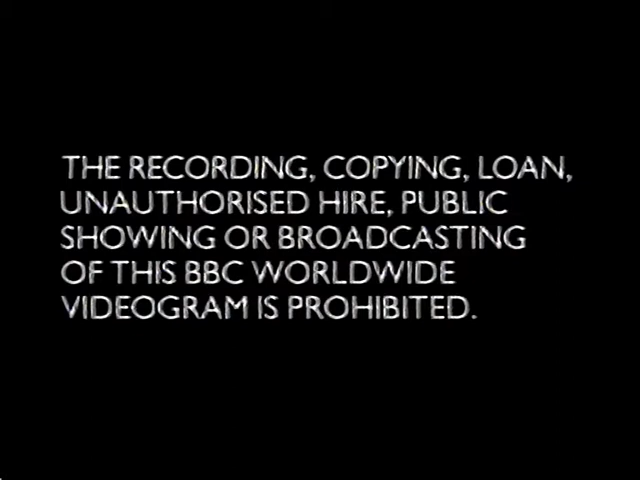 THE RECORDING, COPYING, LOAN,
UNAUTHORISED HIRE, PUBLIC
SHOWING OR BROADCASTING
OF THIS BBC WORLDWIDE
VIDEOGRAM IS PROHIBITED.